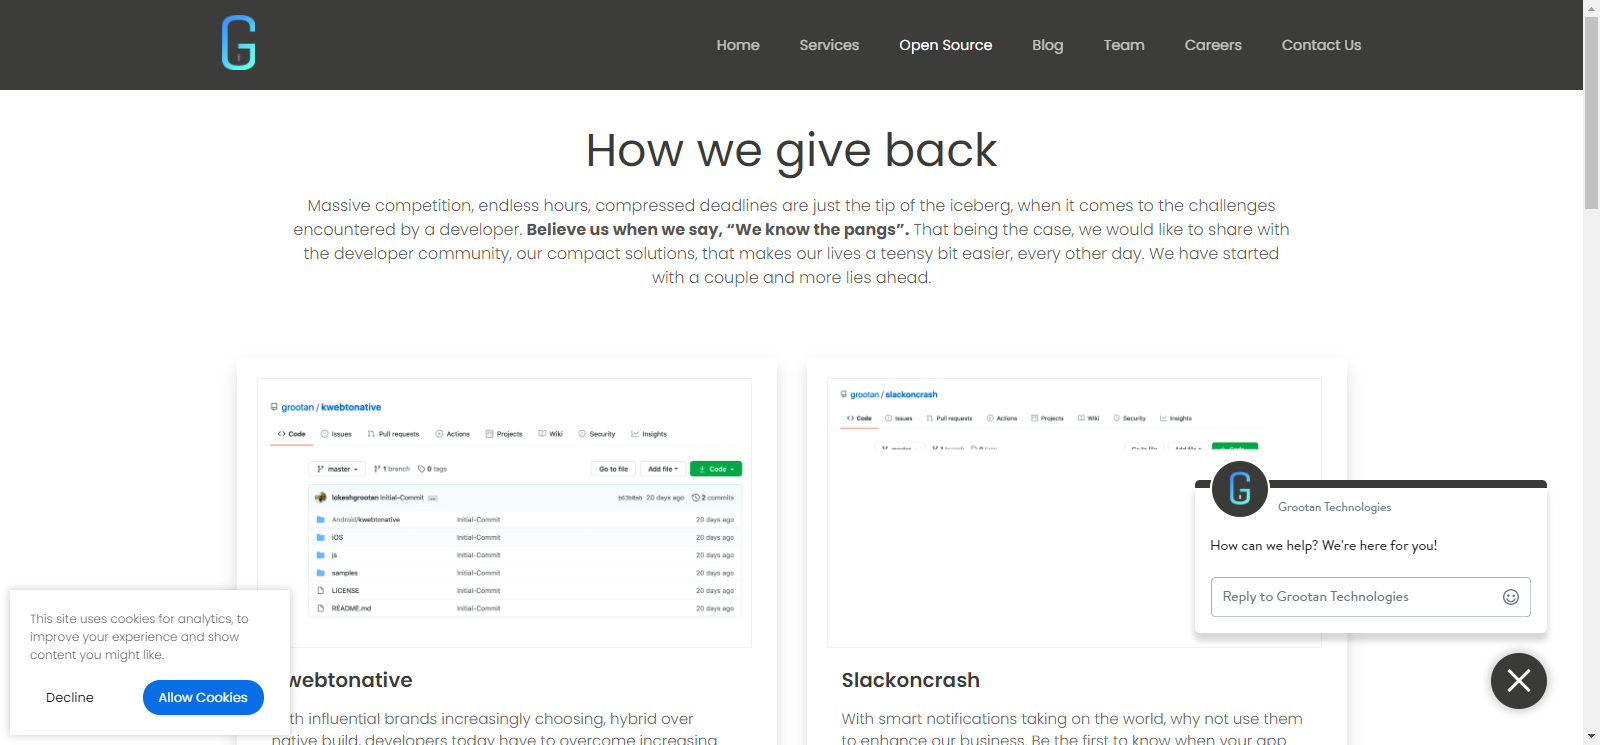 Home Services Open Source Blog Team Careers Contact Us
How we give back
Massive competition, endless hours, compressed deadlines are just the tip of the iceberg, when it comes to the challenges
encountered by a developer. Believe us when we say, “We know the pangs”. That being the case, we would like to share with
the developer community, our compact solutions, that makes our lives a teensy bit easier, every other day. We have started
with a couple and more lies ahead.
grootan / kwebtonative
Code Issues Pull requests Actions Projects Wiki Security Insights
master 1 branch 0 tags Go to file Add file Code
lokeshgrootan Initial-Commit 20 days ago 2 commits
Android/kwebtonative Initial-Commit 20 days ago
iOS Initial-Commit 20 days ago
js Initial-Commit 20 days ago
samples Initial-Commit 20 days ago
LICENSE Initial-Commit 20 days ago
README.md Initial-Commit 20 days ago
webtonative
th influential brands increasingly choosing, hybrid over
native build, developers today have to overcome increasing
grootan / slackoncrash
Code Issues Pull requests Actions Projects Wiki Security Insights
Slackoncrash
With smart notifications taking on the world, why not use them
to enhance our business. Be the first to know when your app
Grootan Technologies
How can we help? We're here for you!
Reply to Grootan Technologies
This site uses cookies for analytics, to
improve your experience and show
content you might like.
Decline Allow Cookies